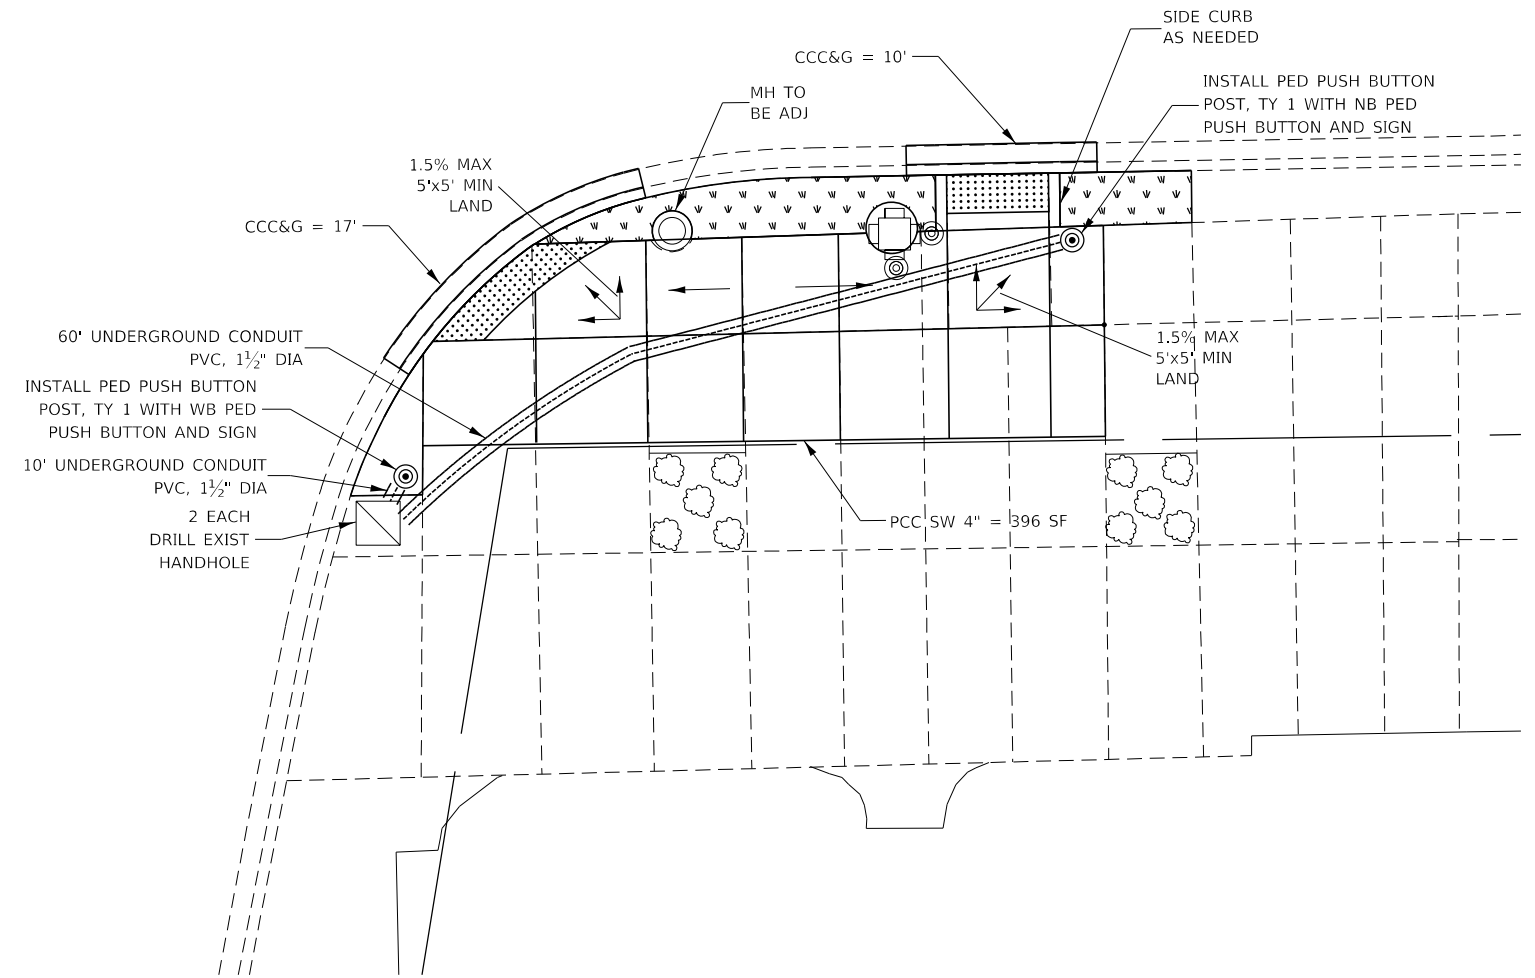 SIDE CURB
AS NEEDED
CCC&G = 10'
INSTALL PED PUSH BUTTON
POST, TY 1 WITH NB PED
PUSH BUTTON AND SIGN
MH TO
BE ADJ
1.5% MAX
5'x5' MIN
LAND
CCC&G = 17'
60' UNDERGROUND CONDUIT
PVC, 1½" DIA
1.5% MAX
5'x5' MIN
LAND
INSTALL PED PUSH BUTTON
POST, TY 1 WITH WB PED
PUSH BUTTON AND SIGN
10' UNDERGROUND CONDUIT
PVC, 1½" DIA
2 EACH
DRILL EXIST
HANDHOLE
PCC SW 4" = 396 SF